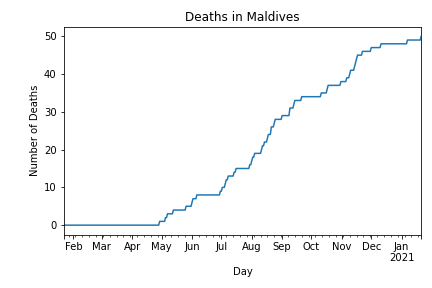 Deaths in Maldives
50
40
30
20
10
0
Number of Deaths
Feb Mar Apr May Jun Jul Aug Sep Oct Nov Dec Jan
2021
Day